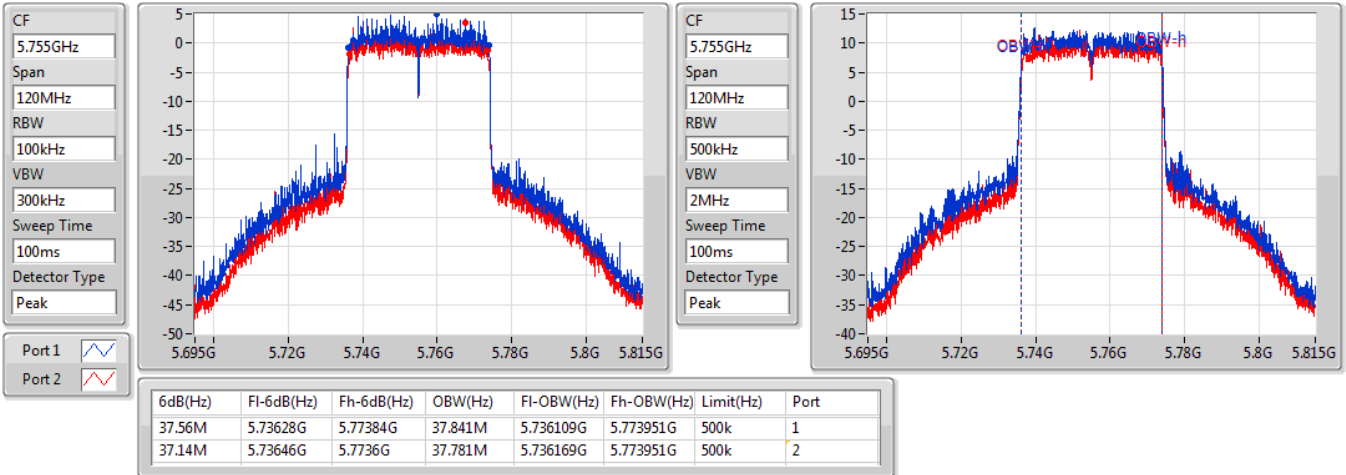 CF
5.755GHz
Span
120MHz
RBW
100kHz
VBW
300kHz
Sweep Time
100ms
Detector Type
Peak
Port 1
Port 2
5
0
-5
-10
-15
-20
-25
-30
-35
-40
-45
-50
5.695G 5.72G 5.74G 5.76G 5.78G 5.8G 5.815G
CF
5.755GHz
Span
120MHz
RBW
500kHz
VBW
2MHz
Sweep Time
100ms
Detector Type
Peak
15
10
5
0
-5
-10
-15
-20
-25
-30
-35
-40
OBW-h
5.695G 5.72G 5.74G 5.76G 5.78G 5.8G 5.815G
6dB(Hz) Fl-6dB(Hz) Fh-6dB(Hz) OBW(Hz) Fl-OBW(Hz) Fh-OBW(Hz) Limit(Hz) Port
37.56M 5.73628G 5.77384G 37.841M 5.736109G 5.773951G 500k 1
37.14M 5.73646G 5.7736G 37.781M 5.736169G 5.773951G 500k 2